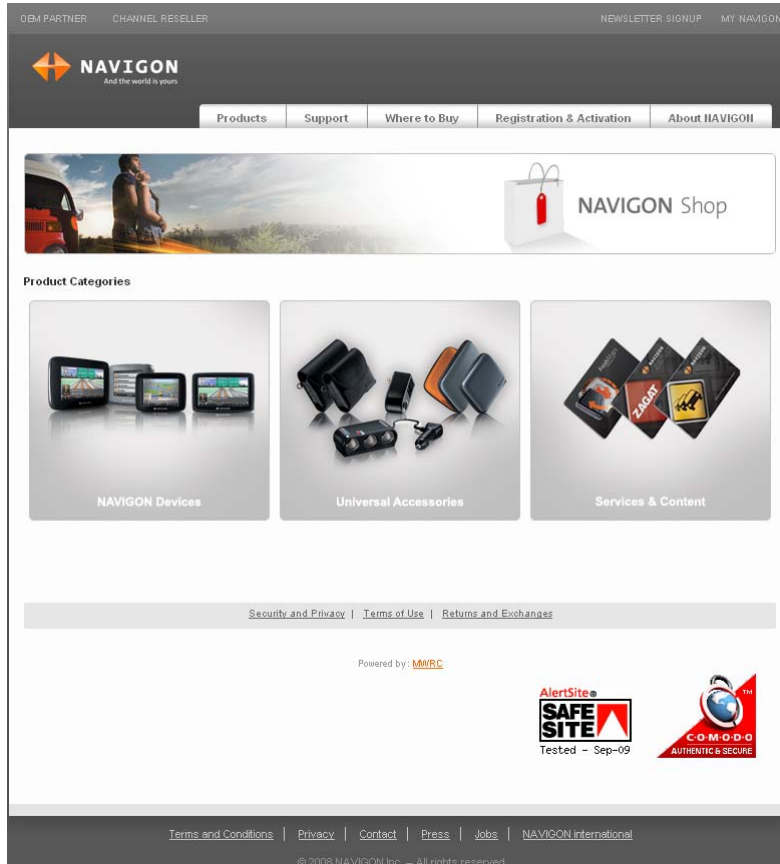 OEM PARTNER CHANNEL RESELLER NEWSLETTER SIGNUP MY NAVIGON
NAVIGON
And the world is yours
Products Support Where to Buy Registration & Activation About NAVIGON
NAVIGON Shop
Product Categories
ZAGAT
NAVIGON Devices Universal Accessories Services & Content
Security and Privacy | Terms of Use | Returns and Exchanges
Powered by: MWRC
AlertSite
SAFE
SITE
Tested - Sep-09
TM
C·O·M·O·D·O
AUTHENTIC & SECURE
Terms and Conditions | Privacy | Contact | Press | Jobs | NAVIGON International
© 2008 NAVIGON Inc. – All rights reserved